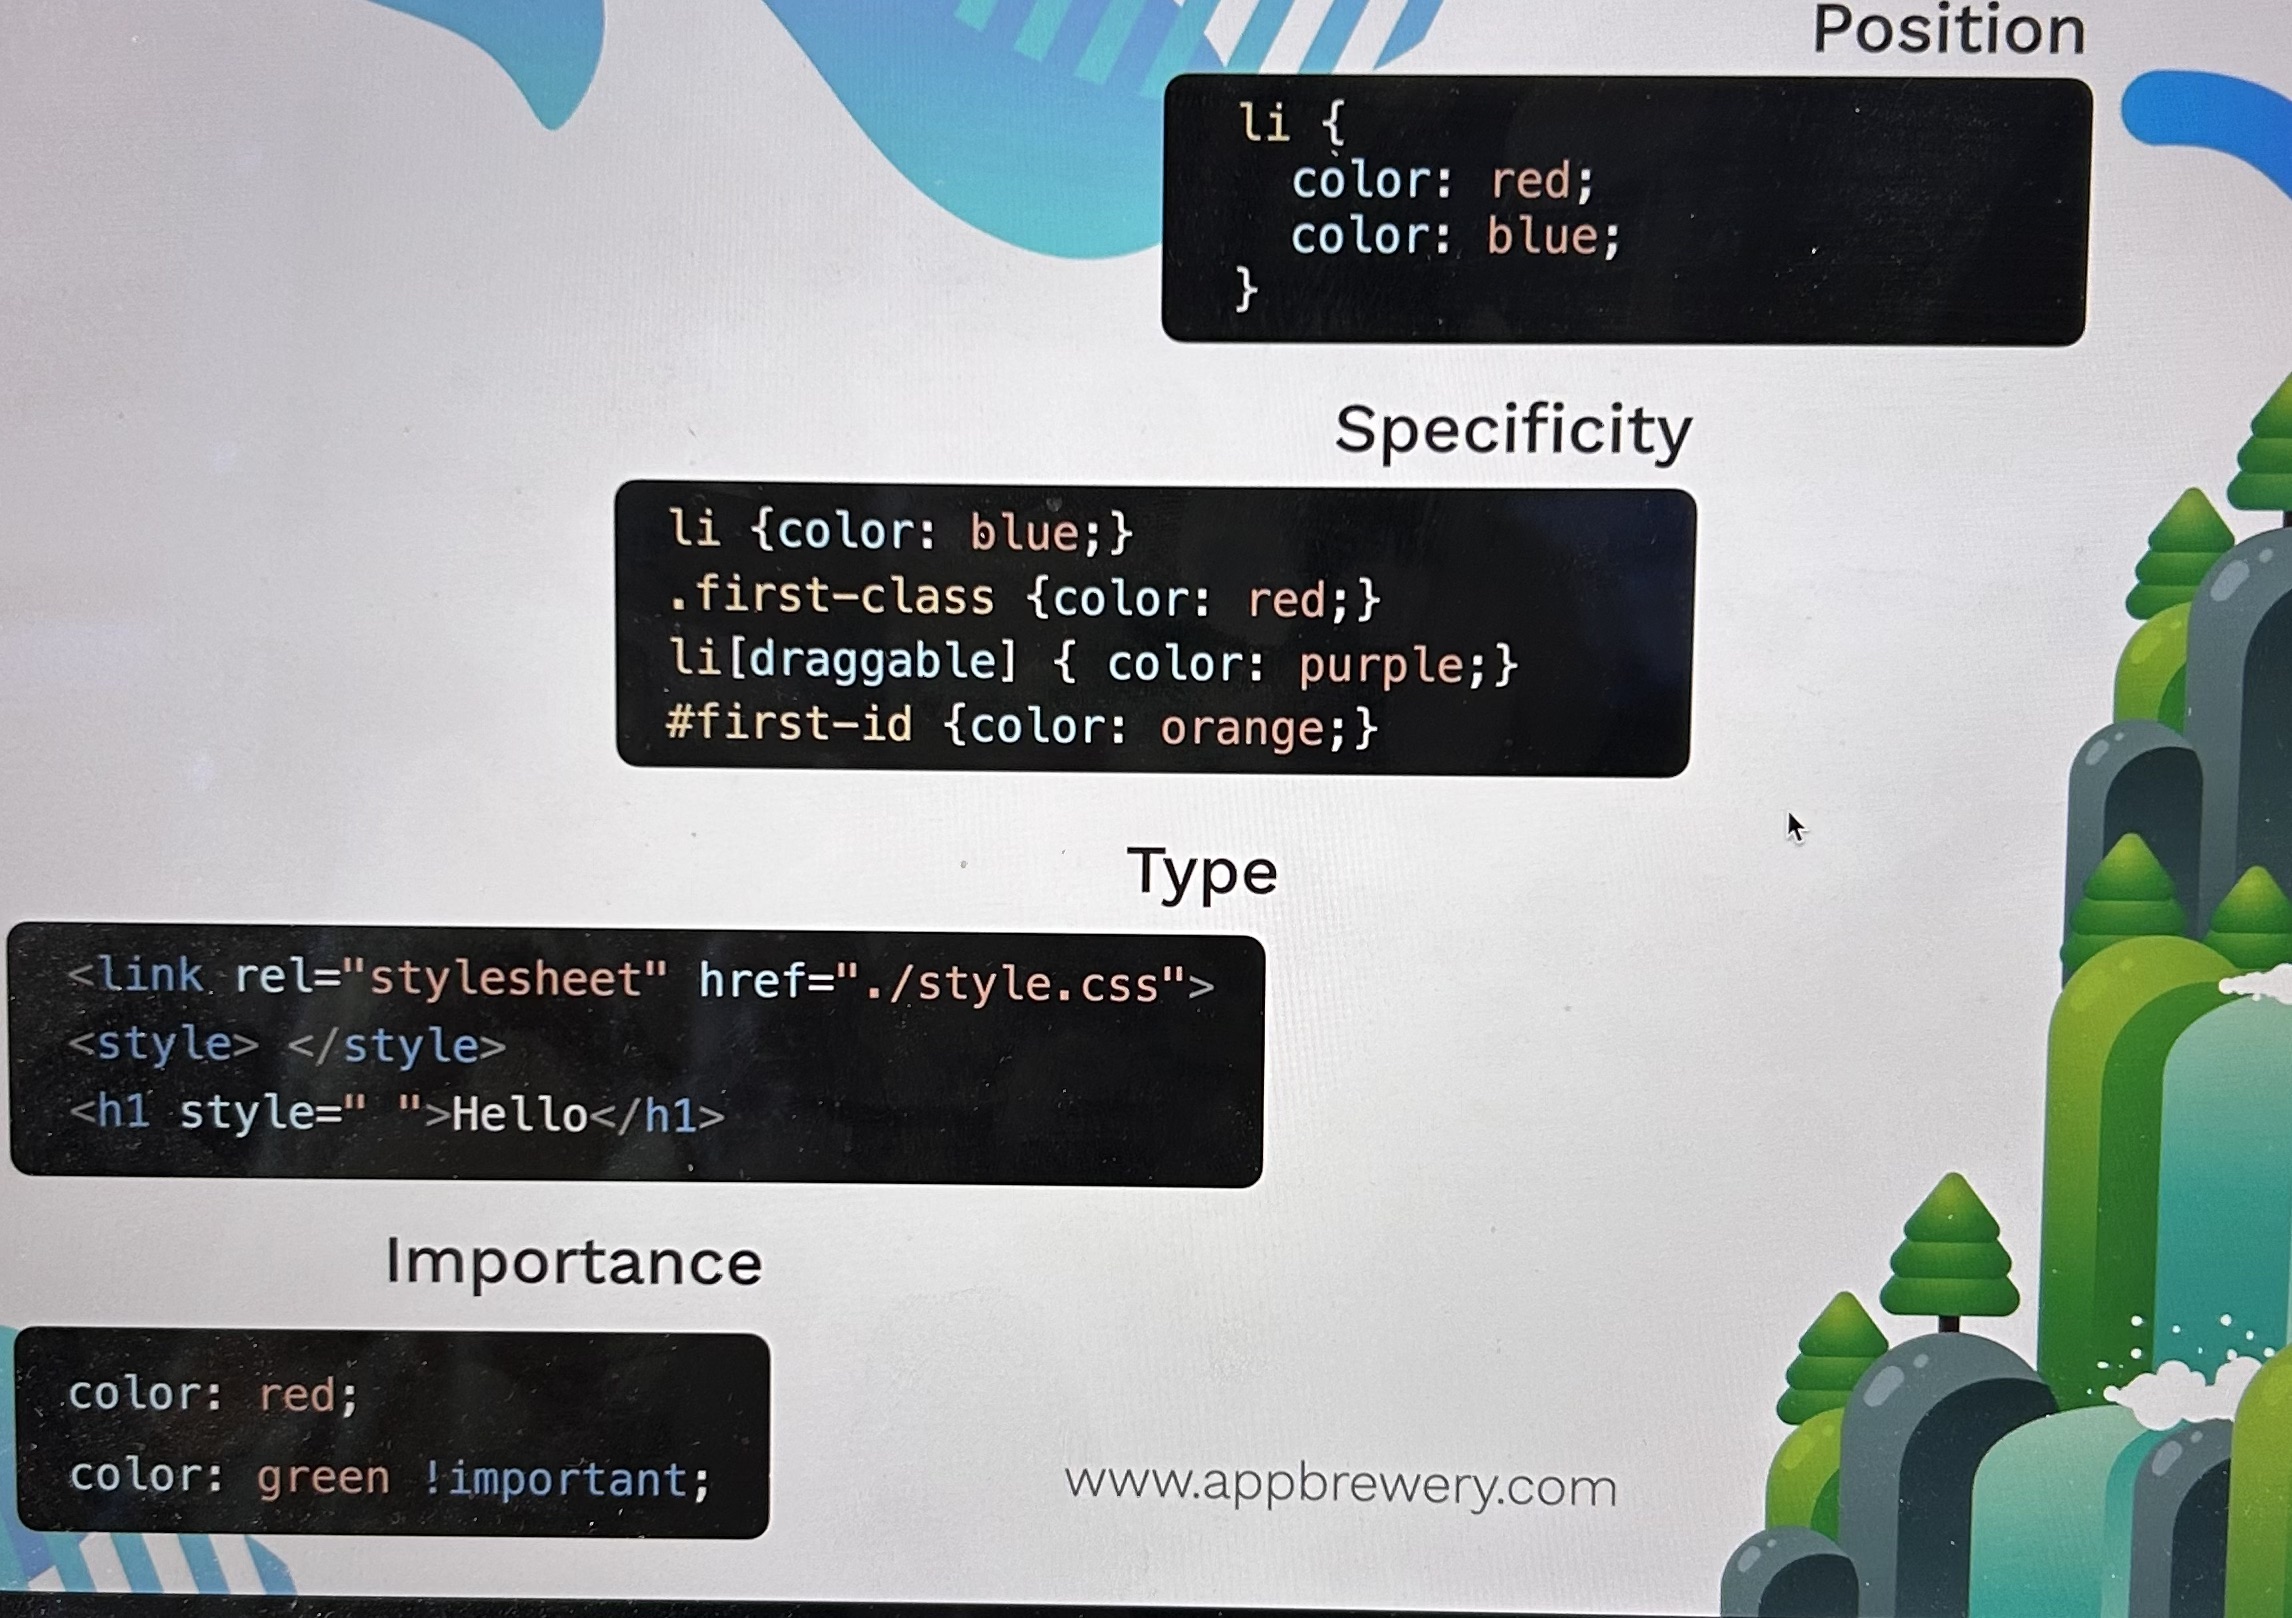 Position
li {
color: red;
color: blue;
}
Specificity
li {color: blue;}
.first-class {color: red;}
li[draggable] { color: purple;}
#first-id {color: orange;}
Type
<link rel="stylesheet" href="./style.css">
<style> </style>
<h1 style=" ">Hello</h1>
Importance
color: red;
color: green !important;
www.appbrewery.com